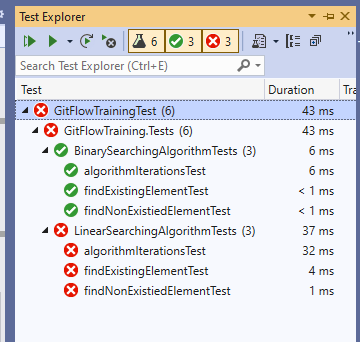 Test Explorer
6 3 3
Search Test Explorer (Ctrl+E)
Test Duration Tra
GitFlowTrainingTest (6) 43 ms
GitFlowTraining.Tests (6) 43 ms
BinarySearchingAlgorithmTests (3) 6 ms
algorithmIterationsTest 6 ms
findExistingElementTest < 1 ms
findNonExistiedElementTest < 1 ms
LinearSearchingAlgorithmTests (3) 37 ms
algorithmIterationsTest 32 ms
findExistingElementTest 4 ms
findNonExistiedElementTest 1 ms